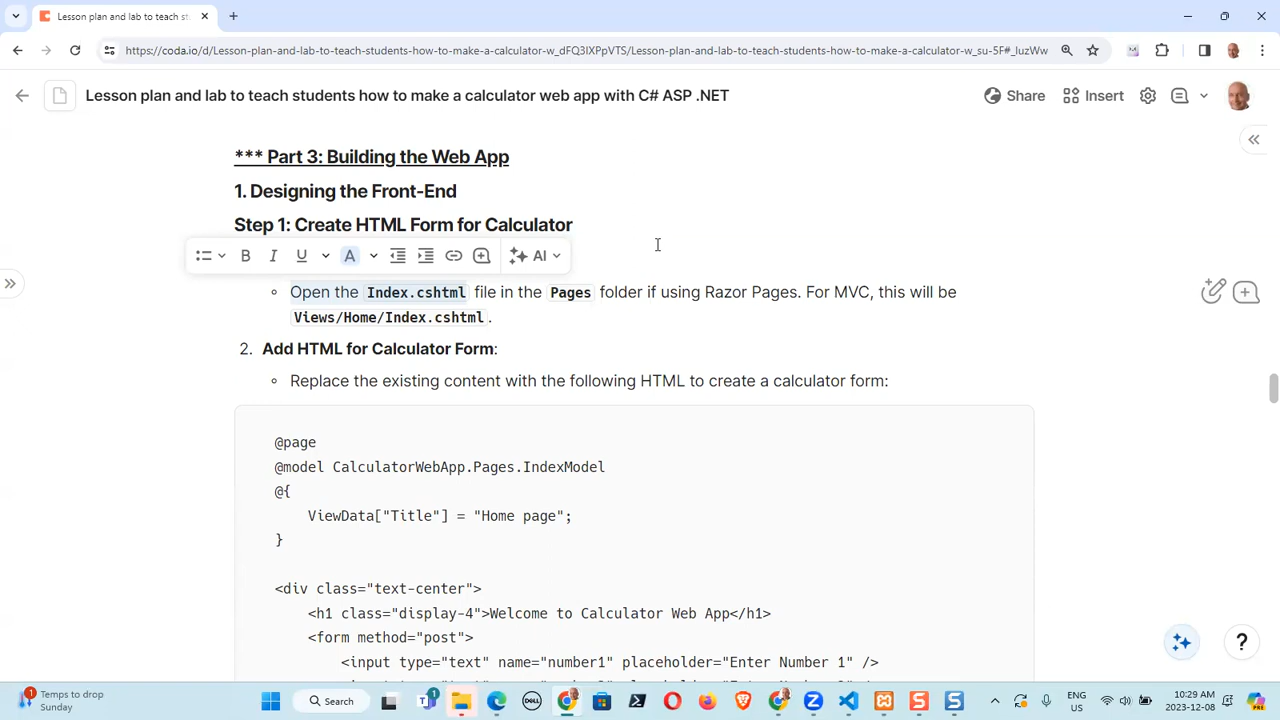 Lesson plan and lab to teach st
https://coda.io/d/Lesson-plan-and-lab-to-teach-students-how-to-make-a-calculator-w_dFQ3IXPpVTS/Lesson-plan-and-lab-to-teach-students-how-to-make-a-calculator-w_su-5F#_luzWw
Lesson plan and lab to teach students how to make a calculator web app with C# ASP .NET
Share
Insert
*** Part 3: Building the Web App
1. Designing the Front-End
Step 1: Create HTML Form for Calculator
B I U A AI
Open the Index.cshtml file in the Pages folder if using Razor Pages. For MVC, this will be
Views/Home/Index.cshtml.
2. Add HTML for Calculator Form:
Replace the existing content with the following HTML to create a calculator form:
@page
@model CalculatorWebApp.Pages.IndexModel
@{
ViewData["Title"] = "Home page";
}
<div class="text-center">
<h1 class="display-4">Welcome to Calculator Web App</h1>
<form method="post">
<input type="text" name="number1" placeholder="Enter Number 1" />
?
1
Temps to drop
Sunday
Search
DELL
1
ENG
US
10:29 AM
2023-12-08